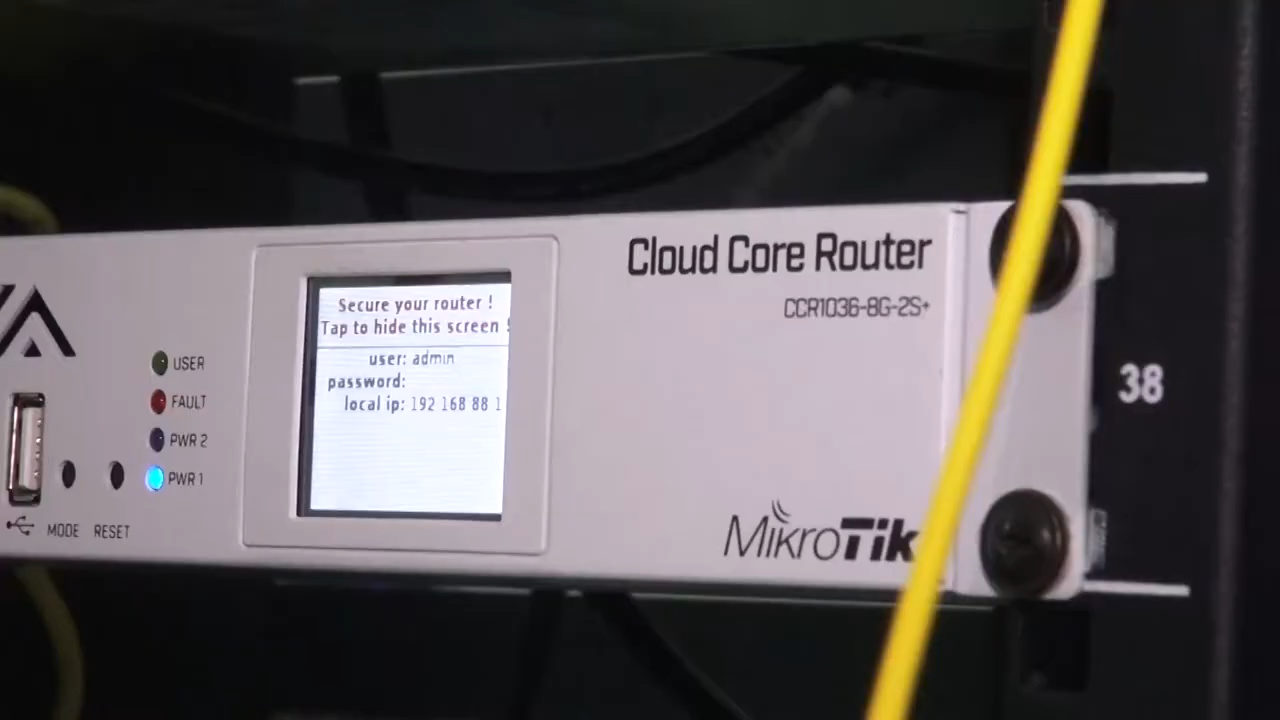 Cloud Core Router
CCR1036-8G-2S+
Secure your router !
Tap to hide this screen !
user: admin
password:
local ip: 192 168 88 1
USER
FAULT
PWR 2
PWR 1
MODE
RESET
MikroTik
38